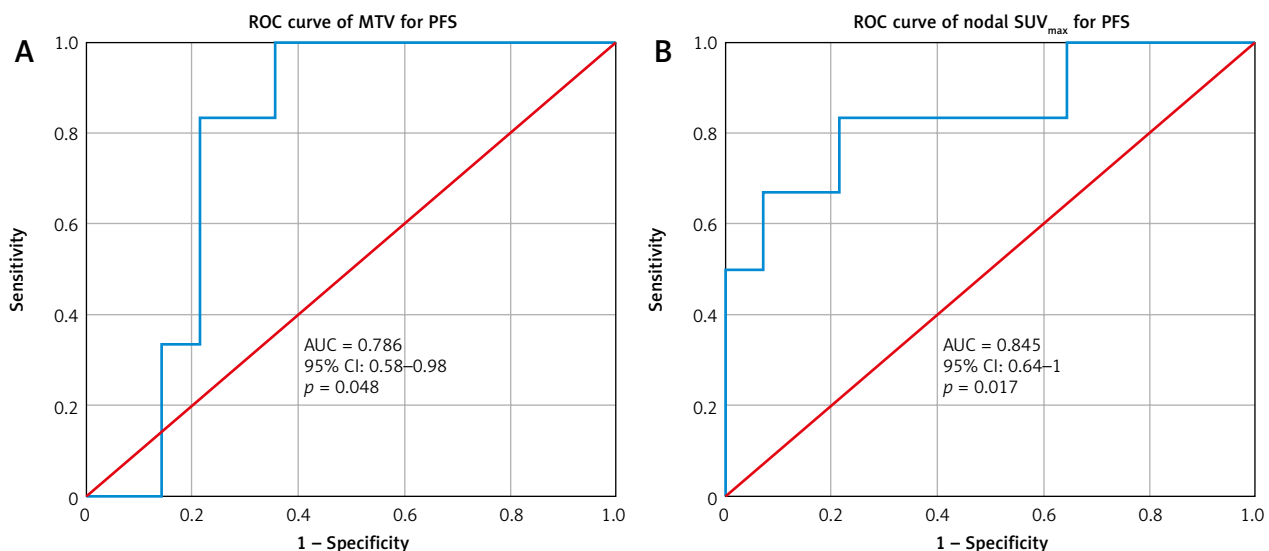 A
ROC curve of MTV for PFS
Sensitivity
1.0
0.8
0.6
0.4
0.2
0
AUC = 0.786
95% CI: 0.58–0.98
p = 0.048
0 0.2 0.4 0.6 0.8 1.0
1 – Specificity
B
ROC curve of nodal SUVmax for PFS
Sensitivity
1.0
0.8
0.6
0.4
0.2
0
AUC = 0.845
95% CI: 0.64–1
p = 0.017
0 0.2 0.4 0.6 0.8 1.0
1 – Specificity